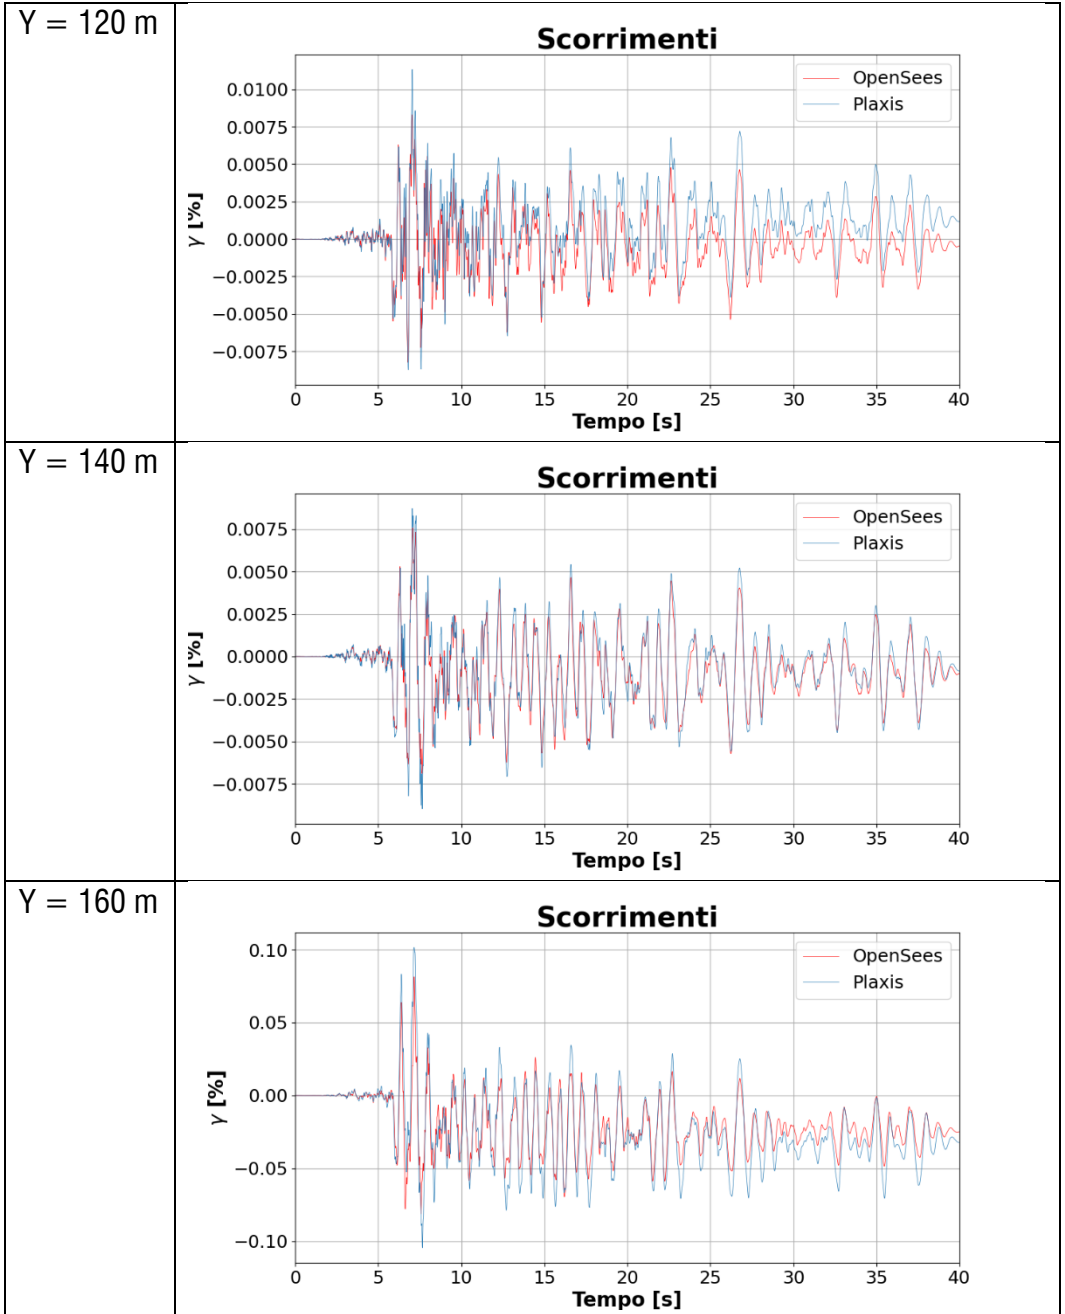 Y = 120 m
Scorrimenti
OpenSees
Plaxis
0.0100
0.0075
0.0050
0.0025
0.0000
−0.0025
−0.0050
−0.0075
γ [%]
0 5 10 15 20 25 30 35 40
Tempo [s]
Y = 140 m
Scorrimenti
OpenSees
Plaxis
0.0075
0.0050
0.0025
0.0000
−0.0025
−0.0050
−0.0075
γ [%]
0 5 10 15 20 25 30 35 40
Tempo [s]
Y = 160 m
Scorrimenti
OpenSees
Plaxis
0.10
0.05
0.00
−0.05
−0.10
γ [%]
0 5 10 15 20 25 30 35 40
Tempo [s]